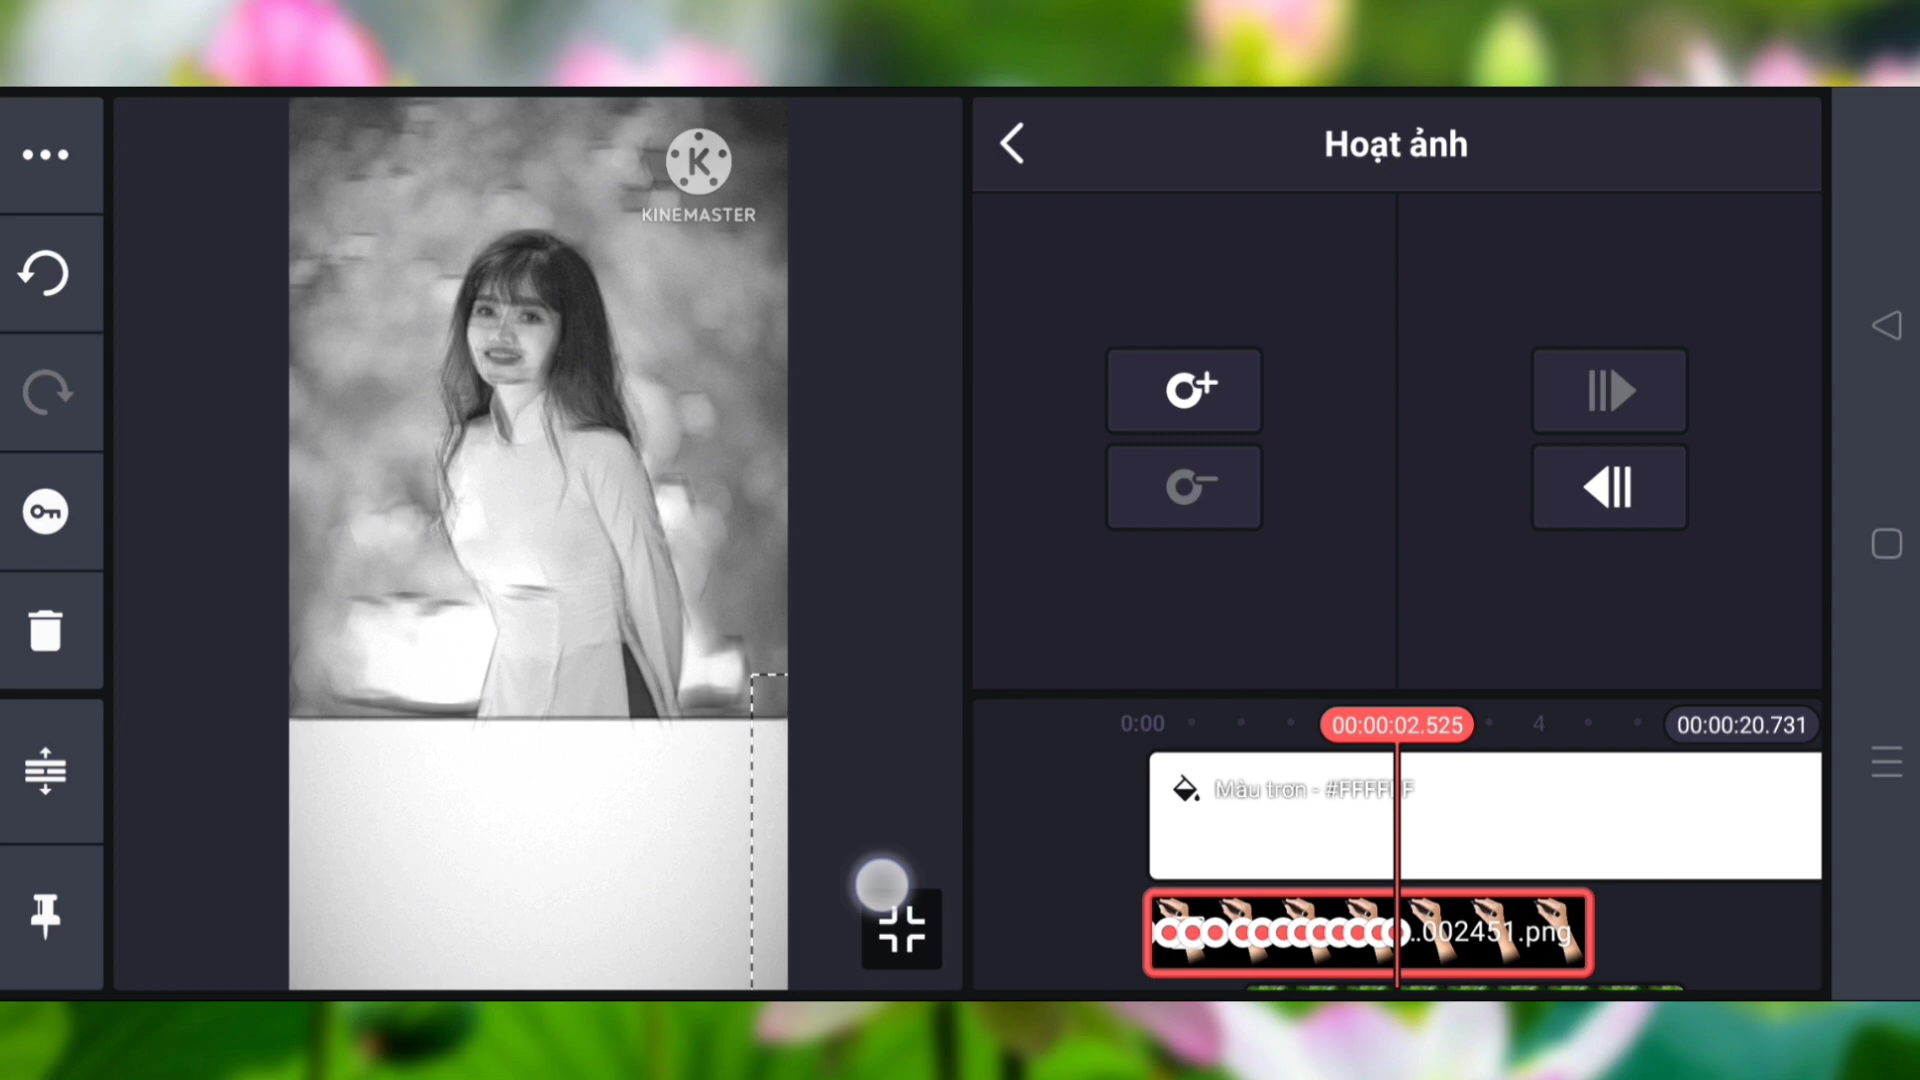 K
KINEMASTER
Hoạt ảnh
0:00
00:00:02.525
4
00:00:20.731
Màu trơn - #FFFFFF
..002451.png